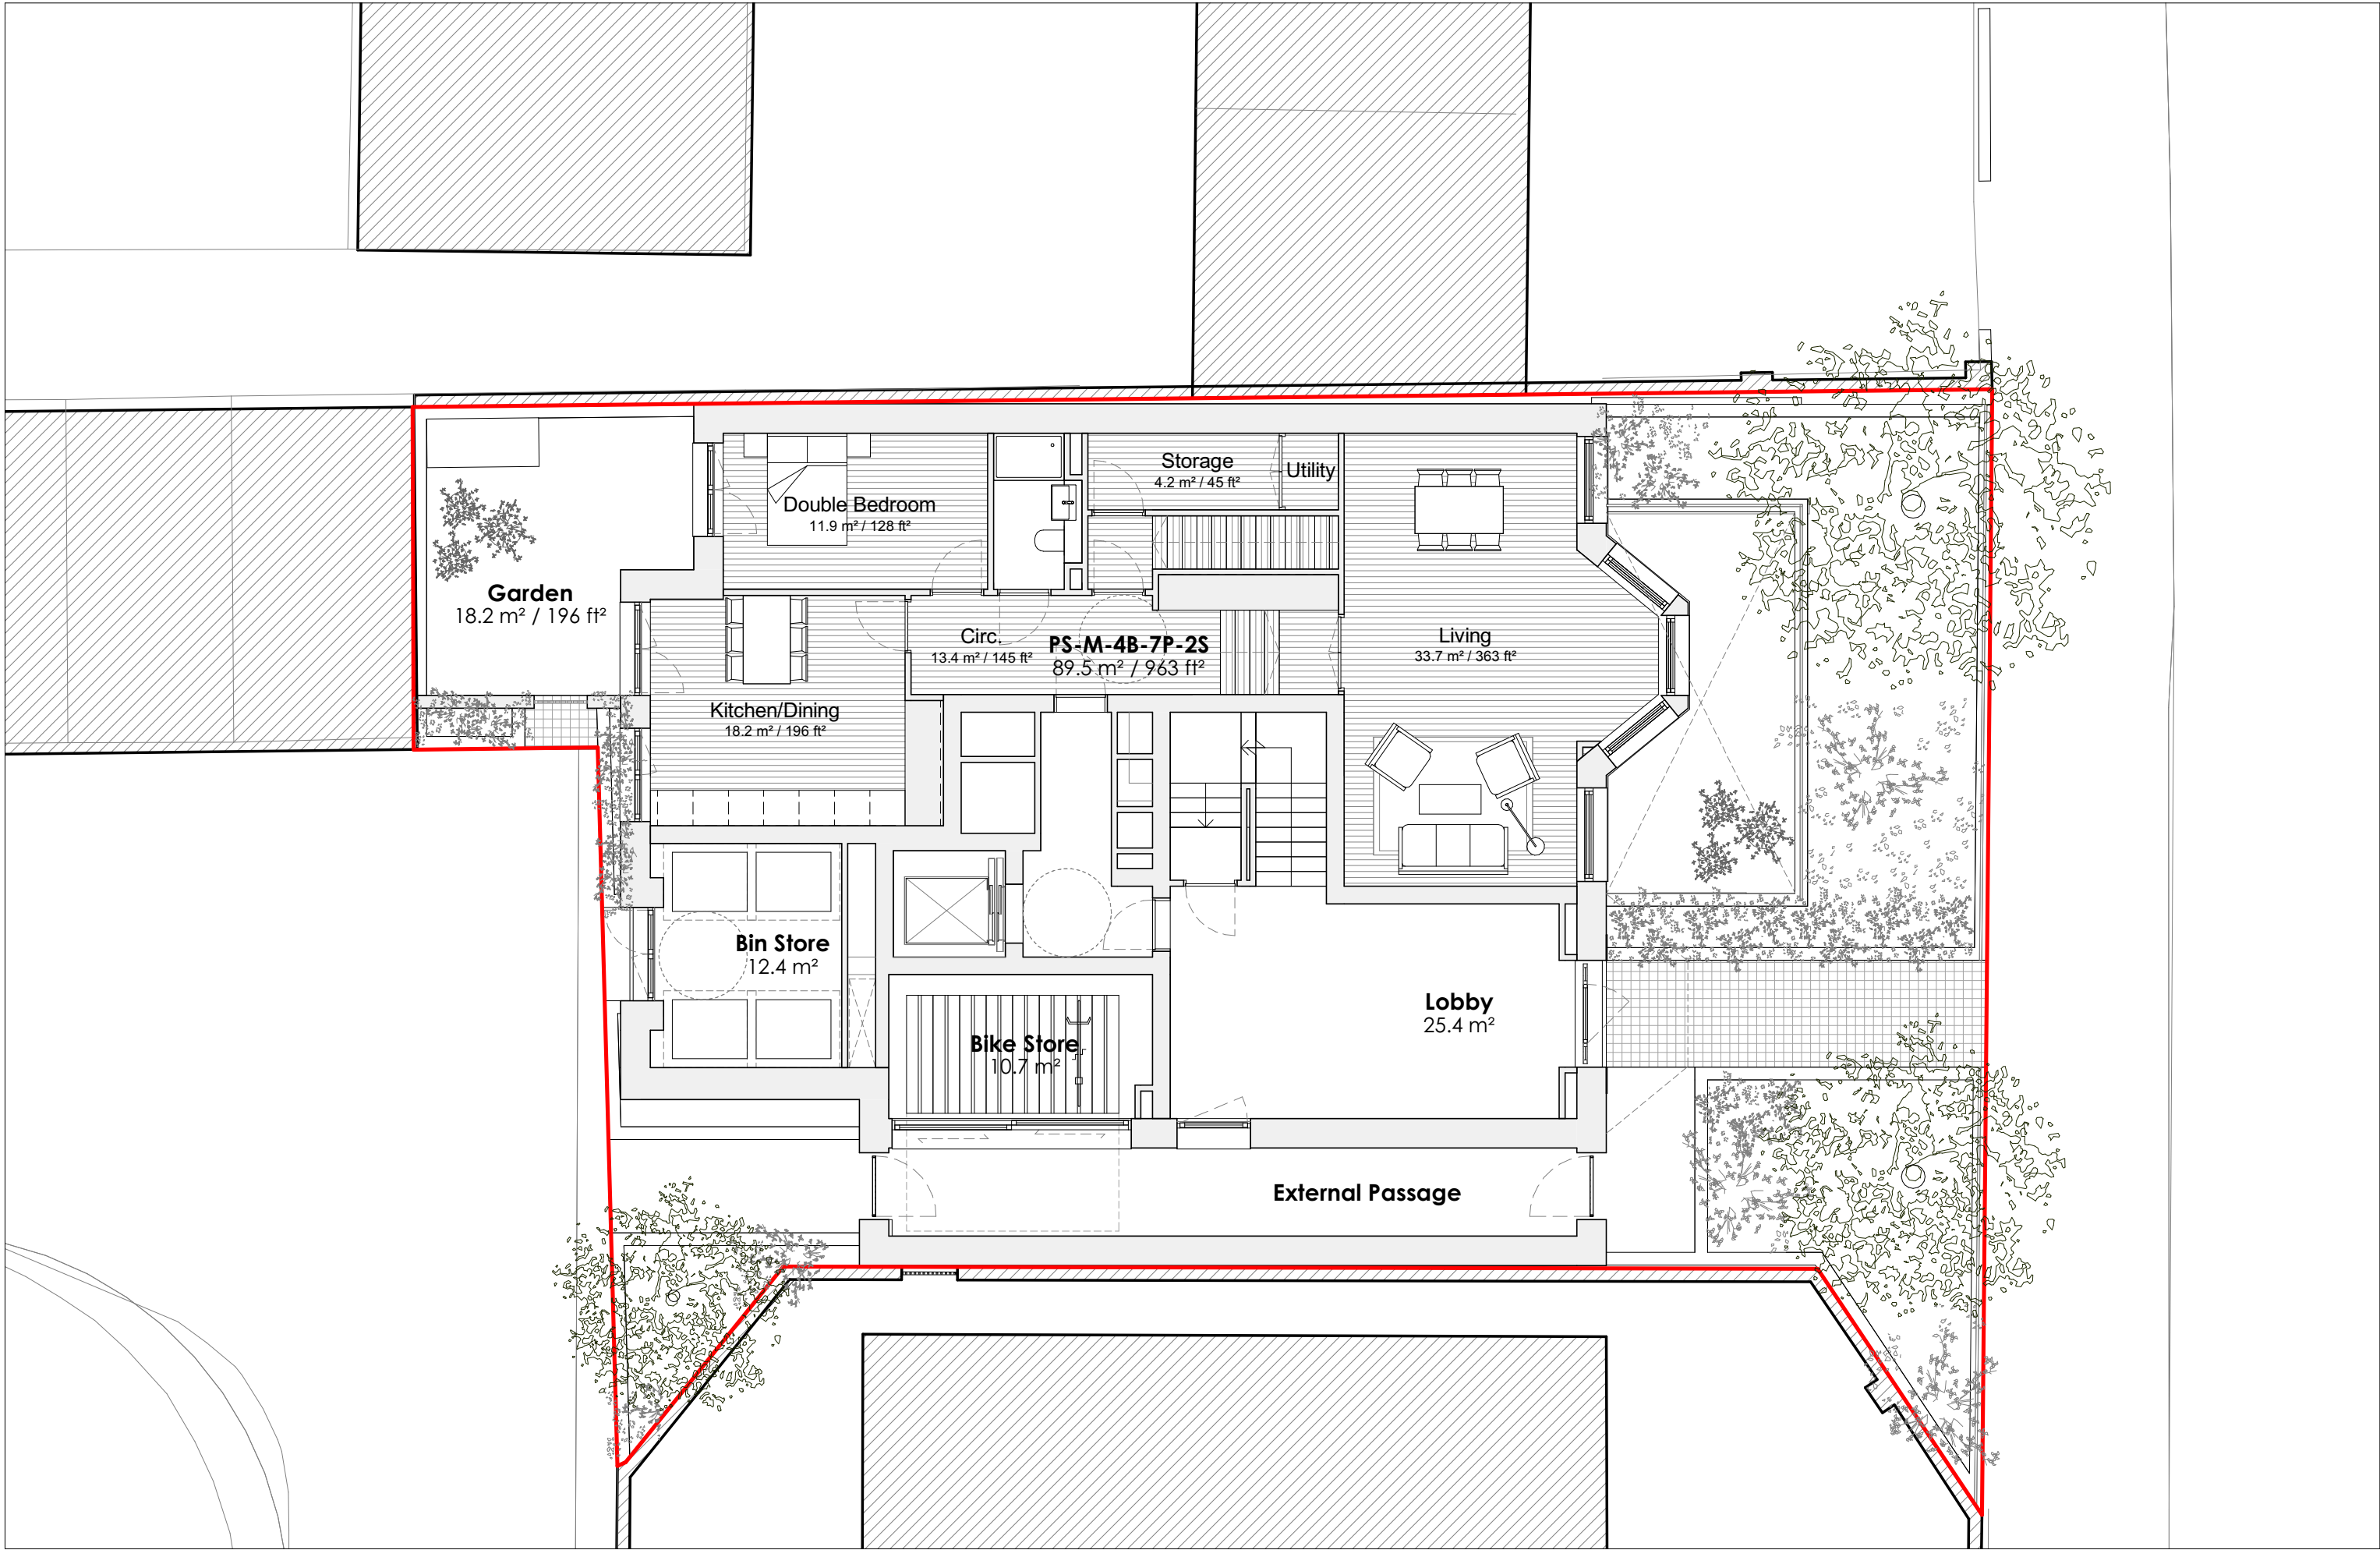 Storage
4.2 m² / 45 ft²
Utility
Double Bedroom
11.9 m² / 128 ft²
Garden
18.2 m² / 196 ft²
Circ.
13.4 m² / 145 ft²
PS-M-4B-7P-2S
89.5 m² / 963 ft²
Living
33.7 m² / 363 ft²
Kitchen/Dining
18.2 m² / 196 ft²
Bin Store
12.4 m²
Lobby
25.4 m²
Bike Store
10.7 m²
External Passage